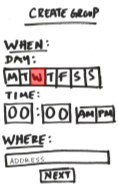 CREATE GROUP
WHEN:
DAY:
M T W T F S S
TIME:
00:00 AM PM
WHERE:
ADDRESS
NEXT